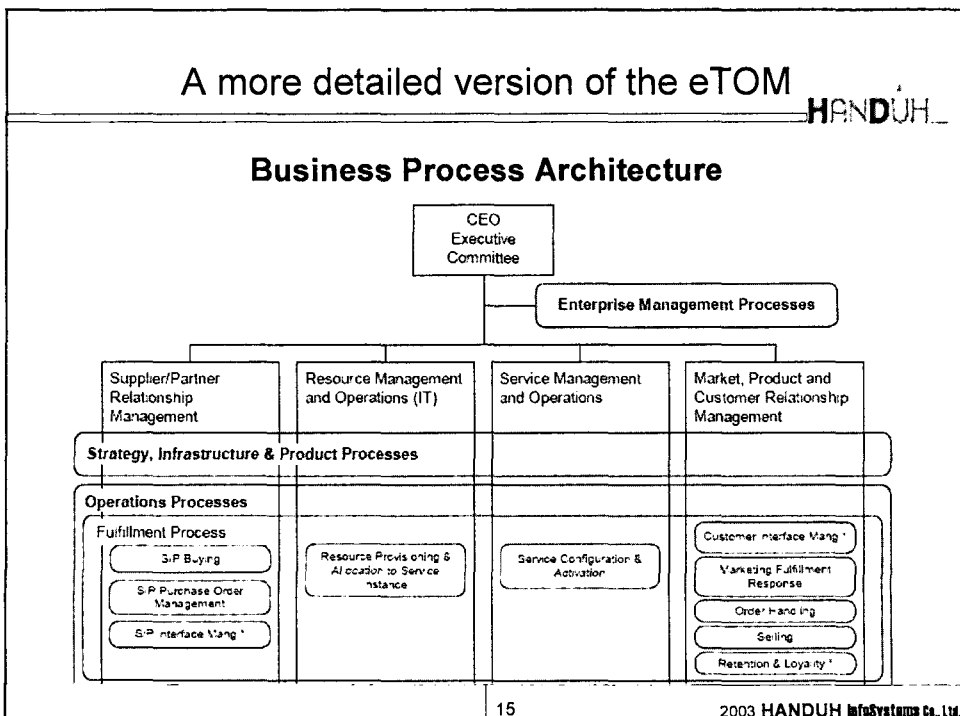 A more detailed version of the eTOM
HANDUH
Business Process Architecture
CEO
Executive
Committee
Enterprise Management Processes
Supplier/Partner
Relationship
Management
Resource Management
and Operations (IT)
Service Management
and Operations
Market, Product and
Customer Relationship
Management
Strategy, Infrastructure & Product Processes
Operations Processes
Fulfillment Process
S/P Buying
S/P Purchase Order
Management
S/P Interface Mang *
Resource Provisioning &
Allocation to Service
Instance
Service Configuration &
Activation
Customer Interface Mang *
Marketing Fulfillment
Response
Order Handling
Selling
Retention & Loyality *
15
2003 HANDUH InfoSystems Co., Ltd